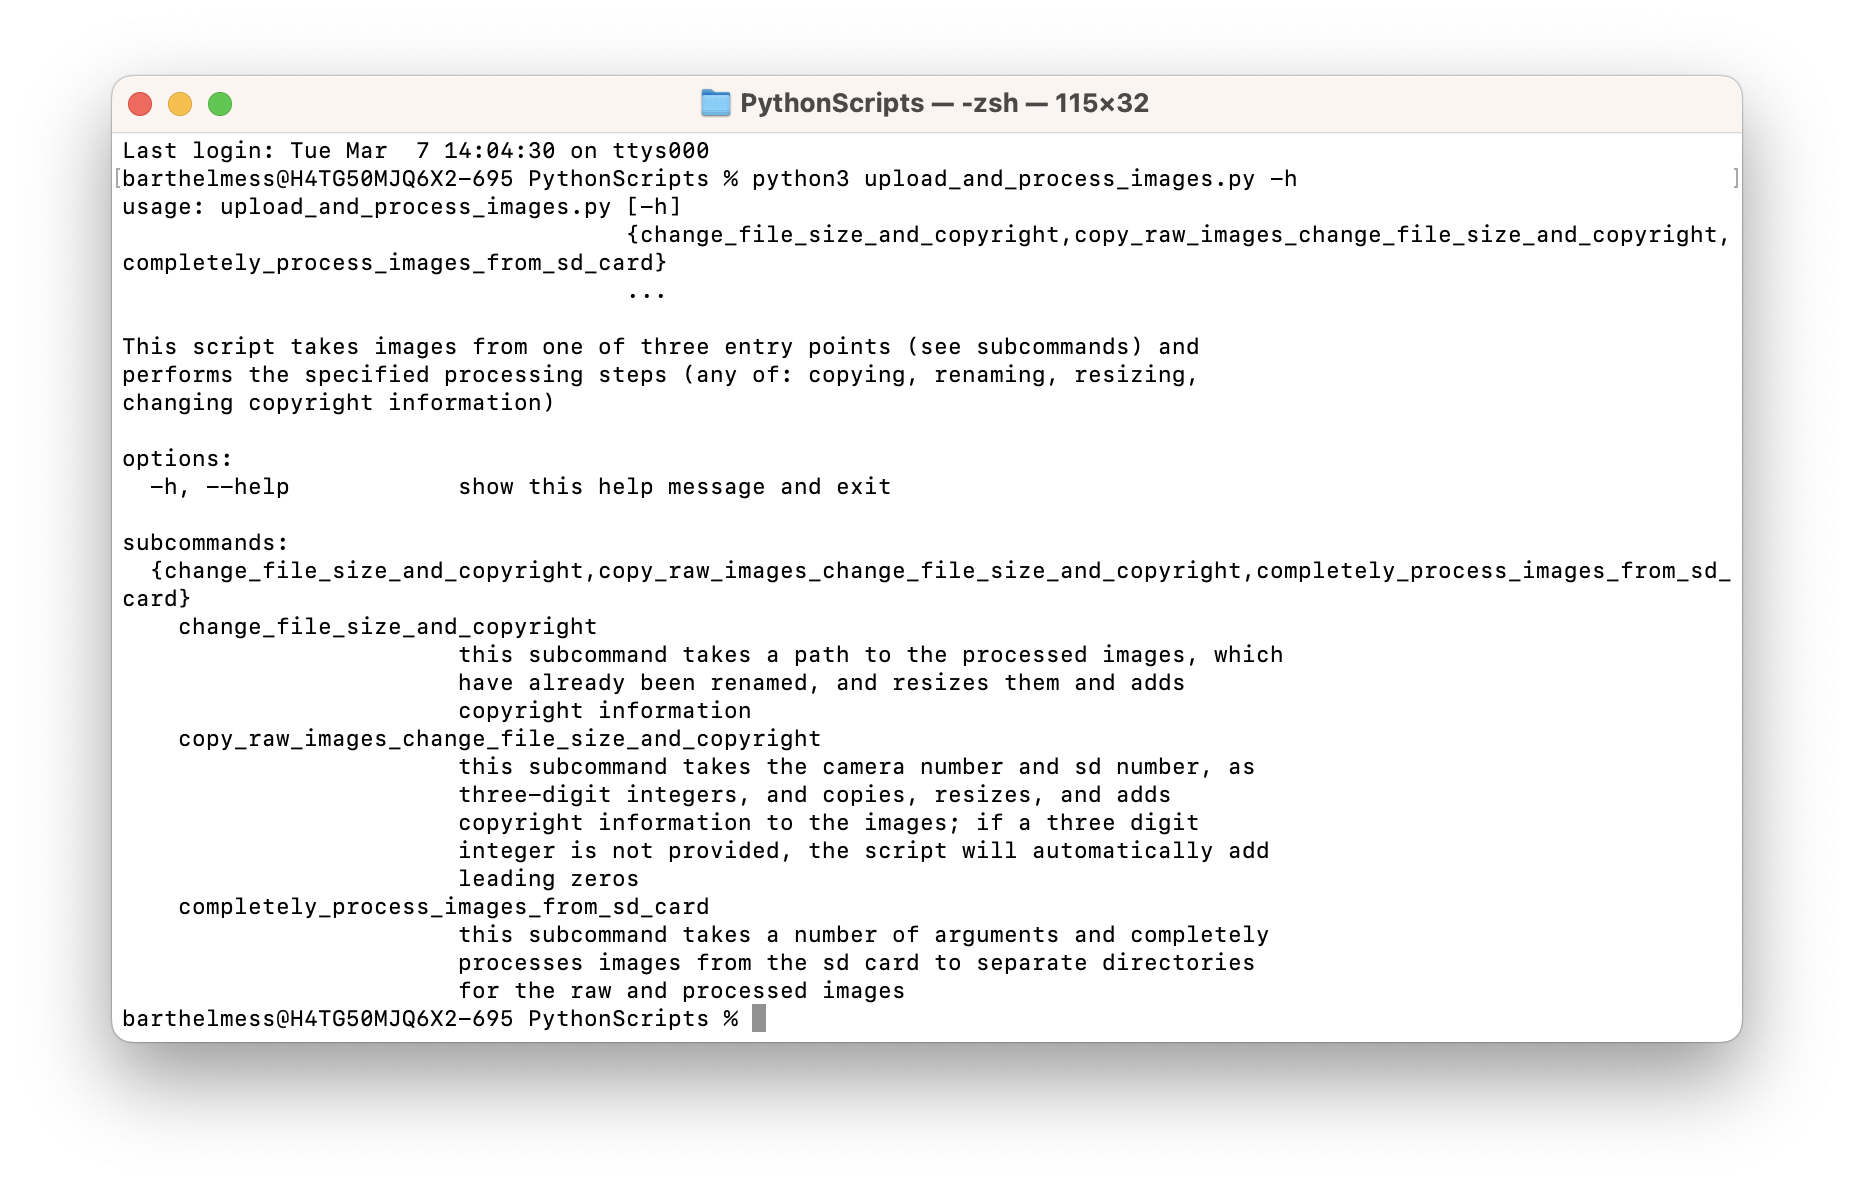 PythonScripts — -zsh — 115×32
Last login: Tue Mar  7 14:04:30 on ttys000
[barthelmess@H4TG50MJQ6X2-695 PythonScripts % python3 upload_and_process_images.py -h ]
usage: upload_and_process_images.py [-h]
                                    {change_file_size_and_copyright,copy_raw_images_change_file_size_and_copyright,
completely_process_images_from_sd_card}
                                    ...

This script takes images from one of three entry points (see subcommands) and
performs the specified processing steps (any of: copying, renaming, resizing,
changing copyright information)

options:
  -h, --help            show this help message and exit

subcommands:
  {change_file_size_and_copyright,copy_raw_images_change_file_size_and_copyright,completely_process_images_from_sd_
card}
    change_file_size_and_copyright
                        this subcommand takes a path to the processed images, which
                        have already been renamed, and resizes them and adds
                        copyright information
    copy_raw_images_change_file_size_and_copyright
                        this subcommand takes the camera number and sd number, as
                        three-digit integers, and copies, resizes, and adds
                        copyright information to the images; if a three digit
                        integer is not provided, the script will automatically add
                        leading zeros
    completely_process_images_from_sd_card
                        this subcommand takes a number of arguments and completely
                        processes images from the sd card to separate directories
                        for the raw and processed images
barthelmess@H4TG50MJQ6X2-695 PythonScripts %